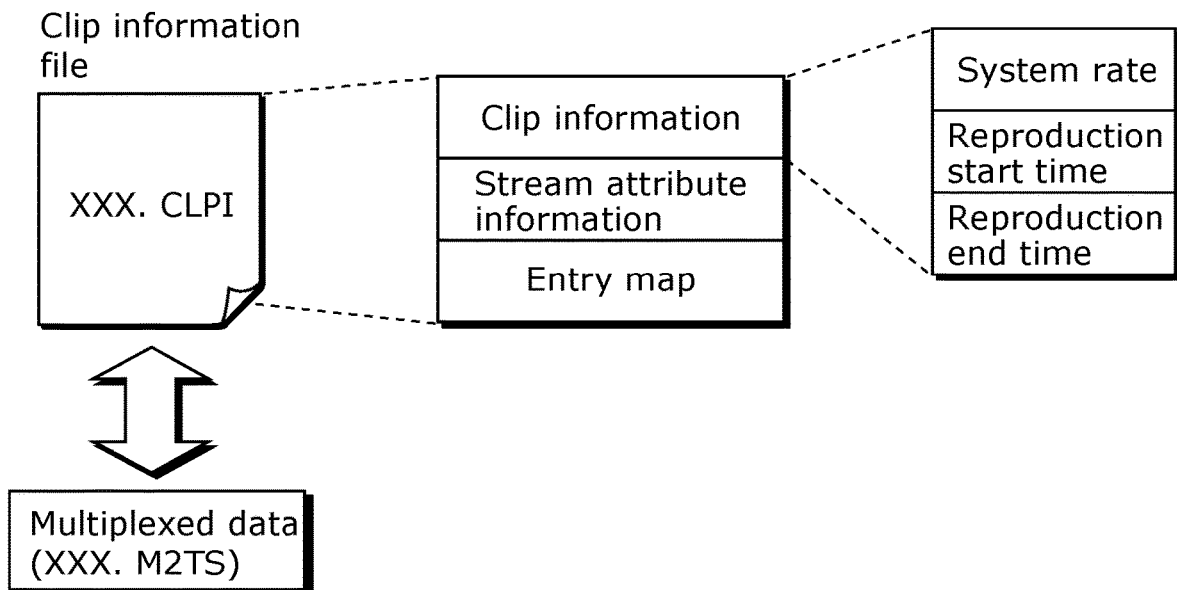 Clip information
file
XXX. CLPI
Multiplexed data
(XXX. M2TS)
Clip information
Stream attribute
information
Entry map
System rate
Reproduction
start time
Reproduction
end time